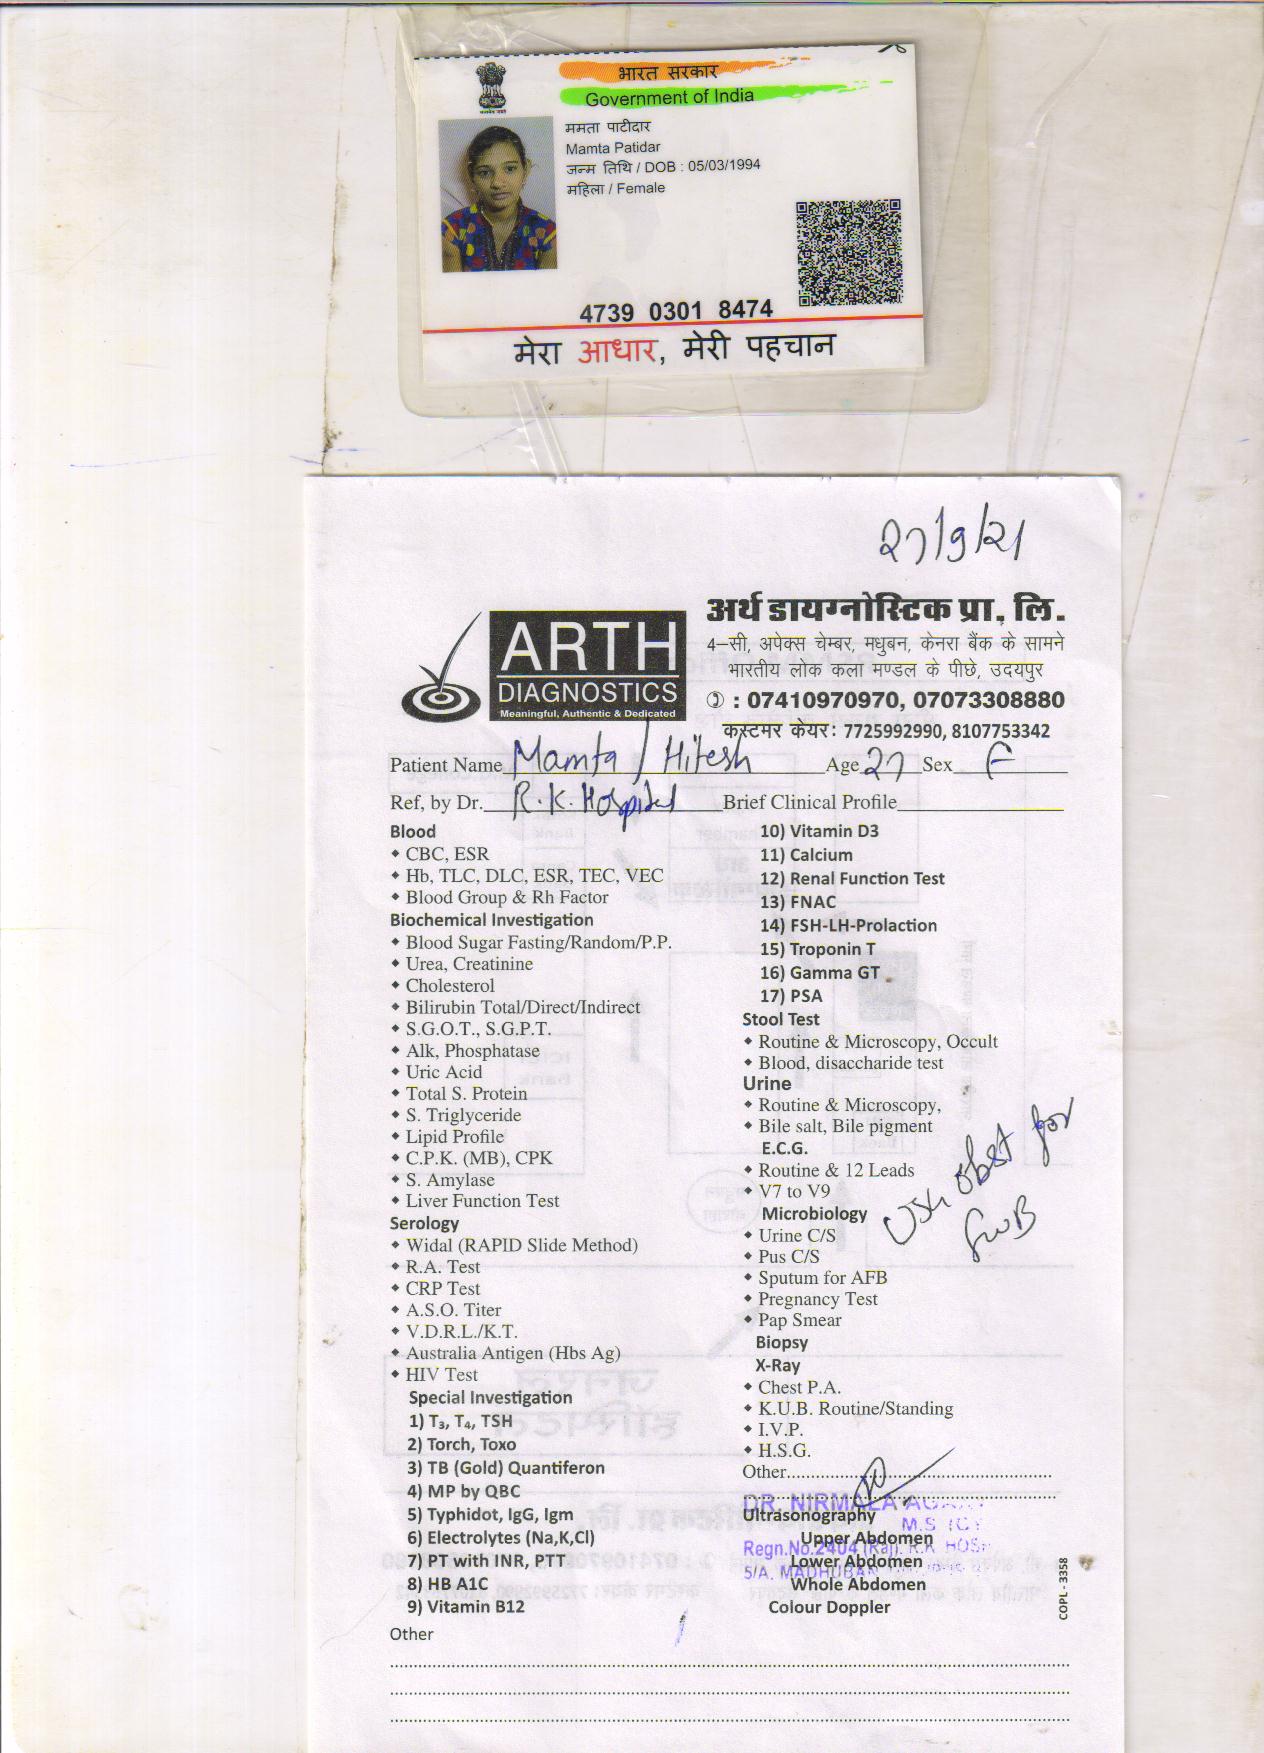 भारत सरकार
Government of India
ममता पाटीदार
Mamta Patidar
जन्म तिथि / DOB : 05/03/1994
महिला / Female
4739 0301 8474
मेरा आधार, मेरी पहचान
27/9/21
ARTH
DIAGNOSTICS
Meaningful, Authentic & Dedicated
अर्थ डायग्नोस्टिक प्रा. लि.
4–सी, अपेक्स चेम्बर, मधुबन, केनरा बैंक के सामने
भारतीय लोक कला मण्डल के पीछे, उदयपुर
✆ : 07410970970, 07073308880
कस्टमर केयर: 7725992990, 8107753342
Patient Name Mamta / Hitesh Age 27 Sex F
Ref, by Dr. R.K. Hospital Brief Clinical Profile
Blood
◆ CBC, ESR
◆ Hb, TLC, DLC, ESR, TEC, VEC
◆ Blood Group & Rh Factor
Biochemical Investigation
◆ Blood Sugar Fasting/Random/P.P.
◆ Urea, Creatinine
◆ Cholesterol
◆ Bilirubin Total/Direct/Indirect
◆ S.G.O.T., S.G.P.T.
◆ Alk, Phosphatase
◆ Uric Acid
◆ Total S. Protein
◆ S. Triglyceride
◆ Lipid Profile
◆ C.P.K. (MB), CPK
◆ S. Amylase
◆ Liver Function Test
Serology
◆ Widal (RAPID Slide Method)
◆ R.A. Test
◆ CRP Test
◆ A.S.O. Titer
◆ V.D.R.L./K.T.
◆ Australia Antigen (Hbs Ag)
◆ HIV Test
Special Investigation
1) T₃, T₄, TSH
2) Torch, Toxo
3) TB (Gold) Quantiferon
4) MP by QBC
5) Typhidot, IgG, Igm
6) Electrolytes (Na,K,Cl)
7) PT with INR, PTT
8) HB A1C
9) Vitamin B12
Other
10) Vitamin D3
11) Calcium
12) Renal Function Test
13) FNAC
14) FSH-LH-Prolaction
15) Troponin T
16) Gamma GT
17) PSA
Stool Test
◆ Routine & Microscopy, Occult
◆ Blood, disaccharide test
Urine
◆ Routine & Microscopy,
◆ Bile salt, Bile pigment
E.C.G.
◆ Routine & 12 Leads
◆ V7 to V9
Microbiology
◆ Urine C/S
◆ Pus C/S
◆ Sputum for AFB
◆ Pregnancy Test
◆ Pap Smear
Biopsy
X-Ray
◆ Chest P.A.
◆ K.U.B. Routine/Standing
◆ I.V.P.
◆ H.S.G.
Other
Ultrasonography
Upper Abdomen
Lower Abdomen
Whole Abdomen
Colour Doppler
obst for
FWB
DR. NIRMALA
M.S
Regn.No.2404 (Raj). R.K
5/A, MADHUBAN
COPL - 3358